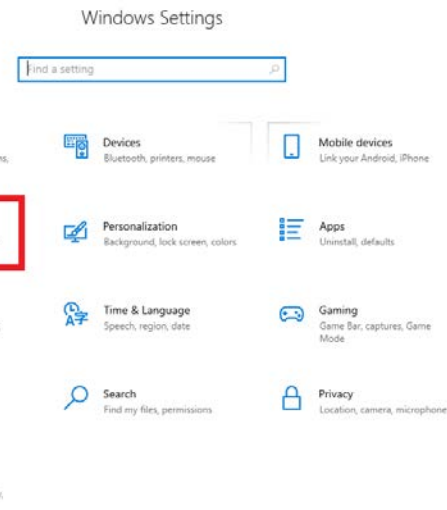 Windows Settings
Find a setting
Devices
Bluetooth, printers, mouse
Mobile devices
Link your Android, iPhone
Personalization
Background, lock screen, colors
Apps
Uninstall, defaults
Time & Language
Speech, region, date
Gaming
Game Bar, captures, Game
Mode
Search
Find my files, permissions
Privacy
Location, camera, microphone